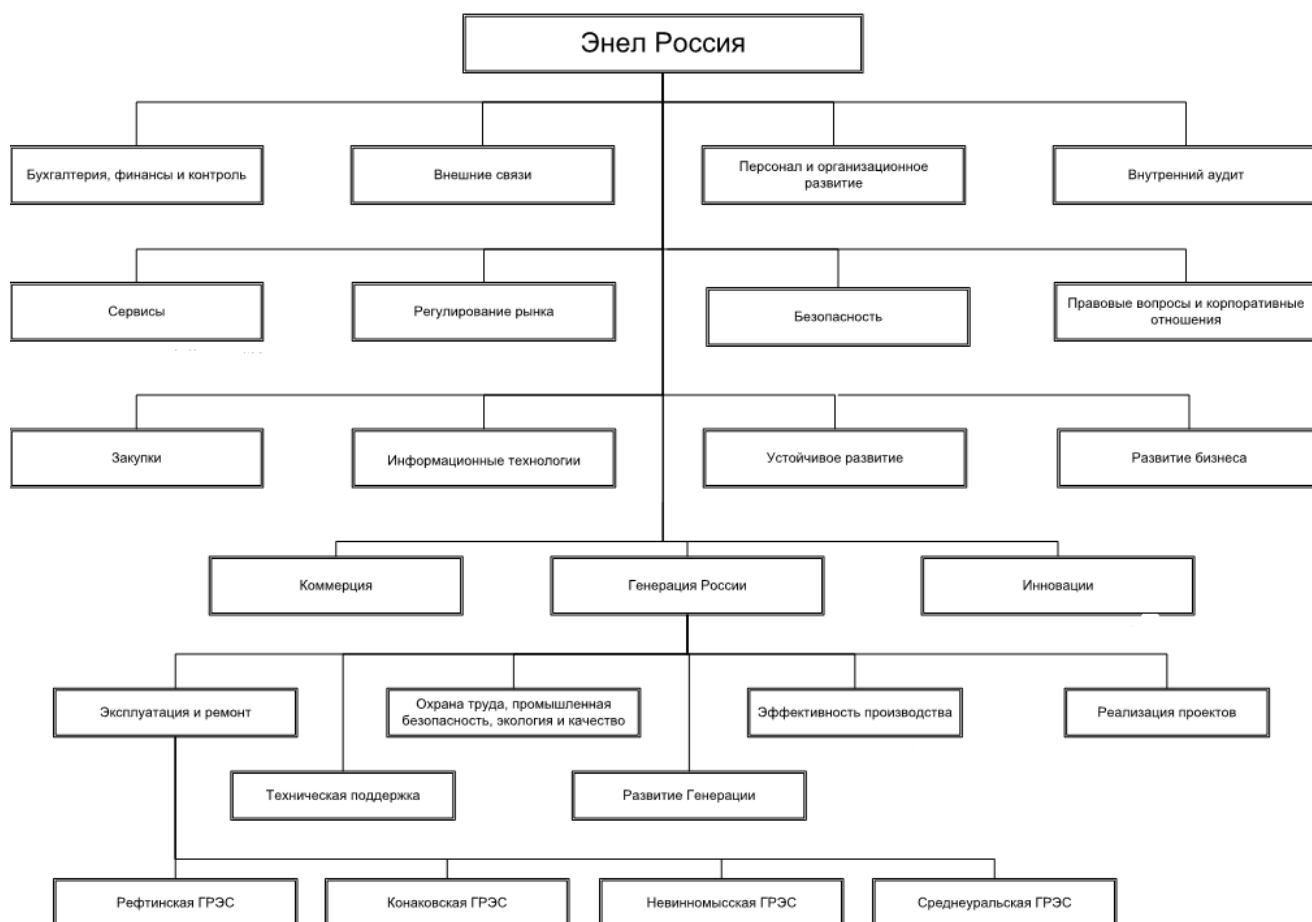 Энел Россия
Бухгалтерия, финансы и контроль
Внешние связи
Персонал и организационное
развитие
Внутренний аудит
Сервисы
Регулирование рынка
Безопасность
Правовые вопросы и корпоративные
отношения
Закупки
Информационные технологии
Устойчивое развитие
Развитие бизнеса
Коммерция
Генерация России
Инновации
Эксплуатация и ремонт
Охрана труда, промышленная
безопасность, экология и качество
Эффективность производства
Реализация проектов
Техническая поддержка
Развитие Генерации
Рефтинская ГРЭС
Конаковская ГРЭС
Невинномысская ГРЭС
Среднеуральская ГРЭС